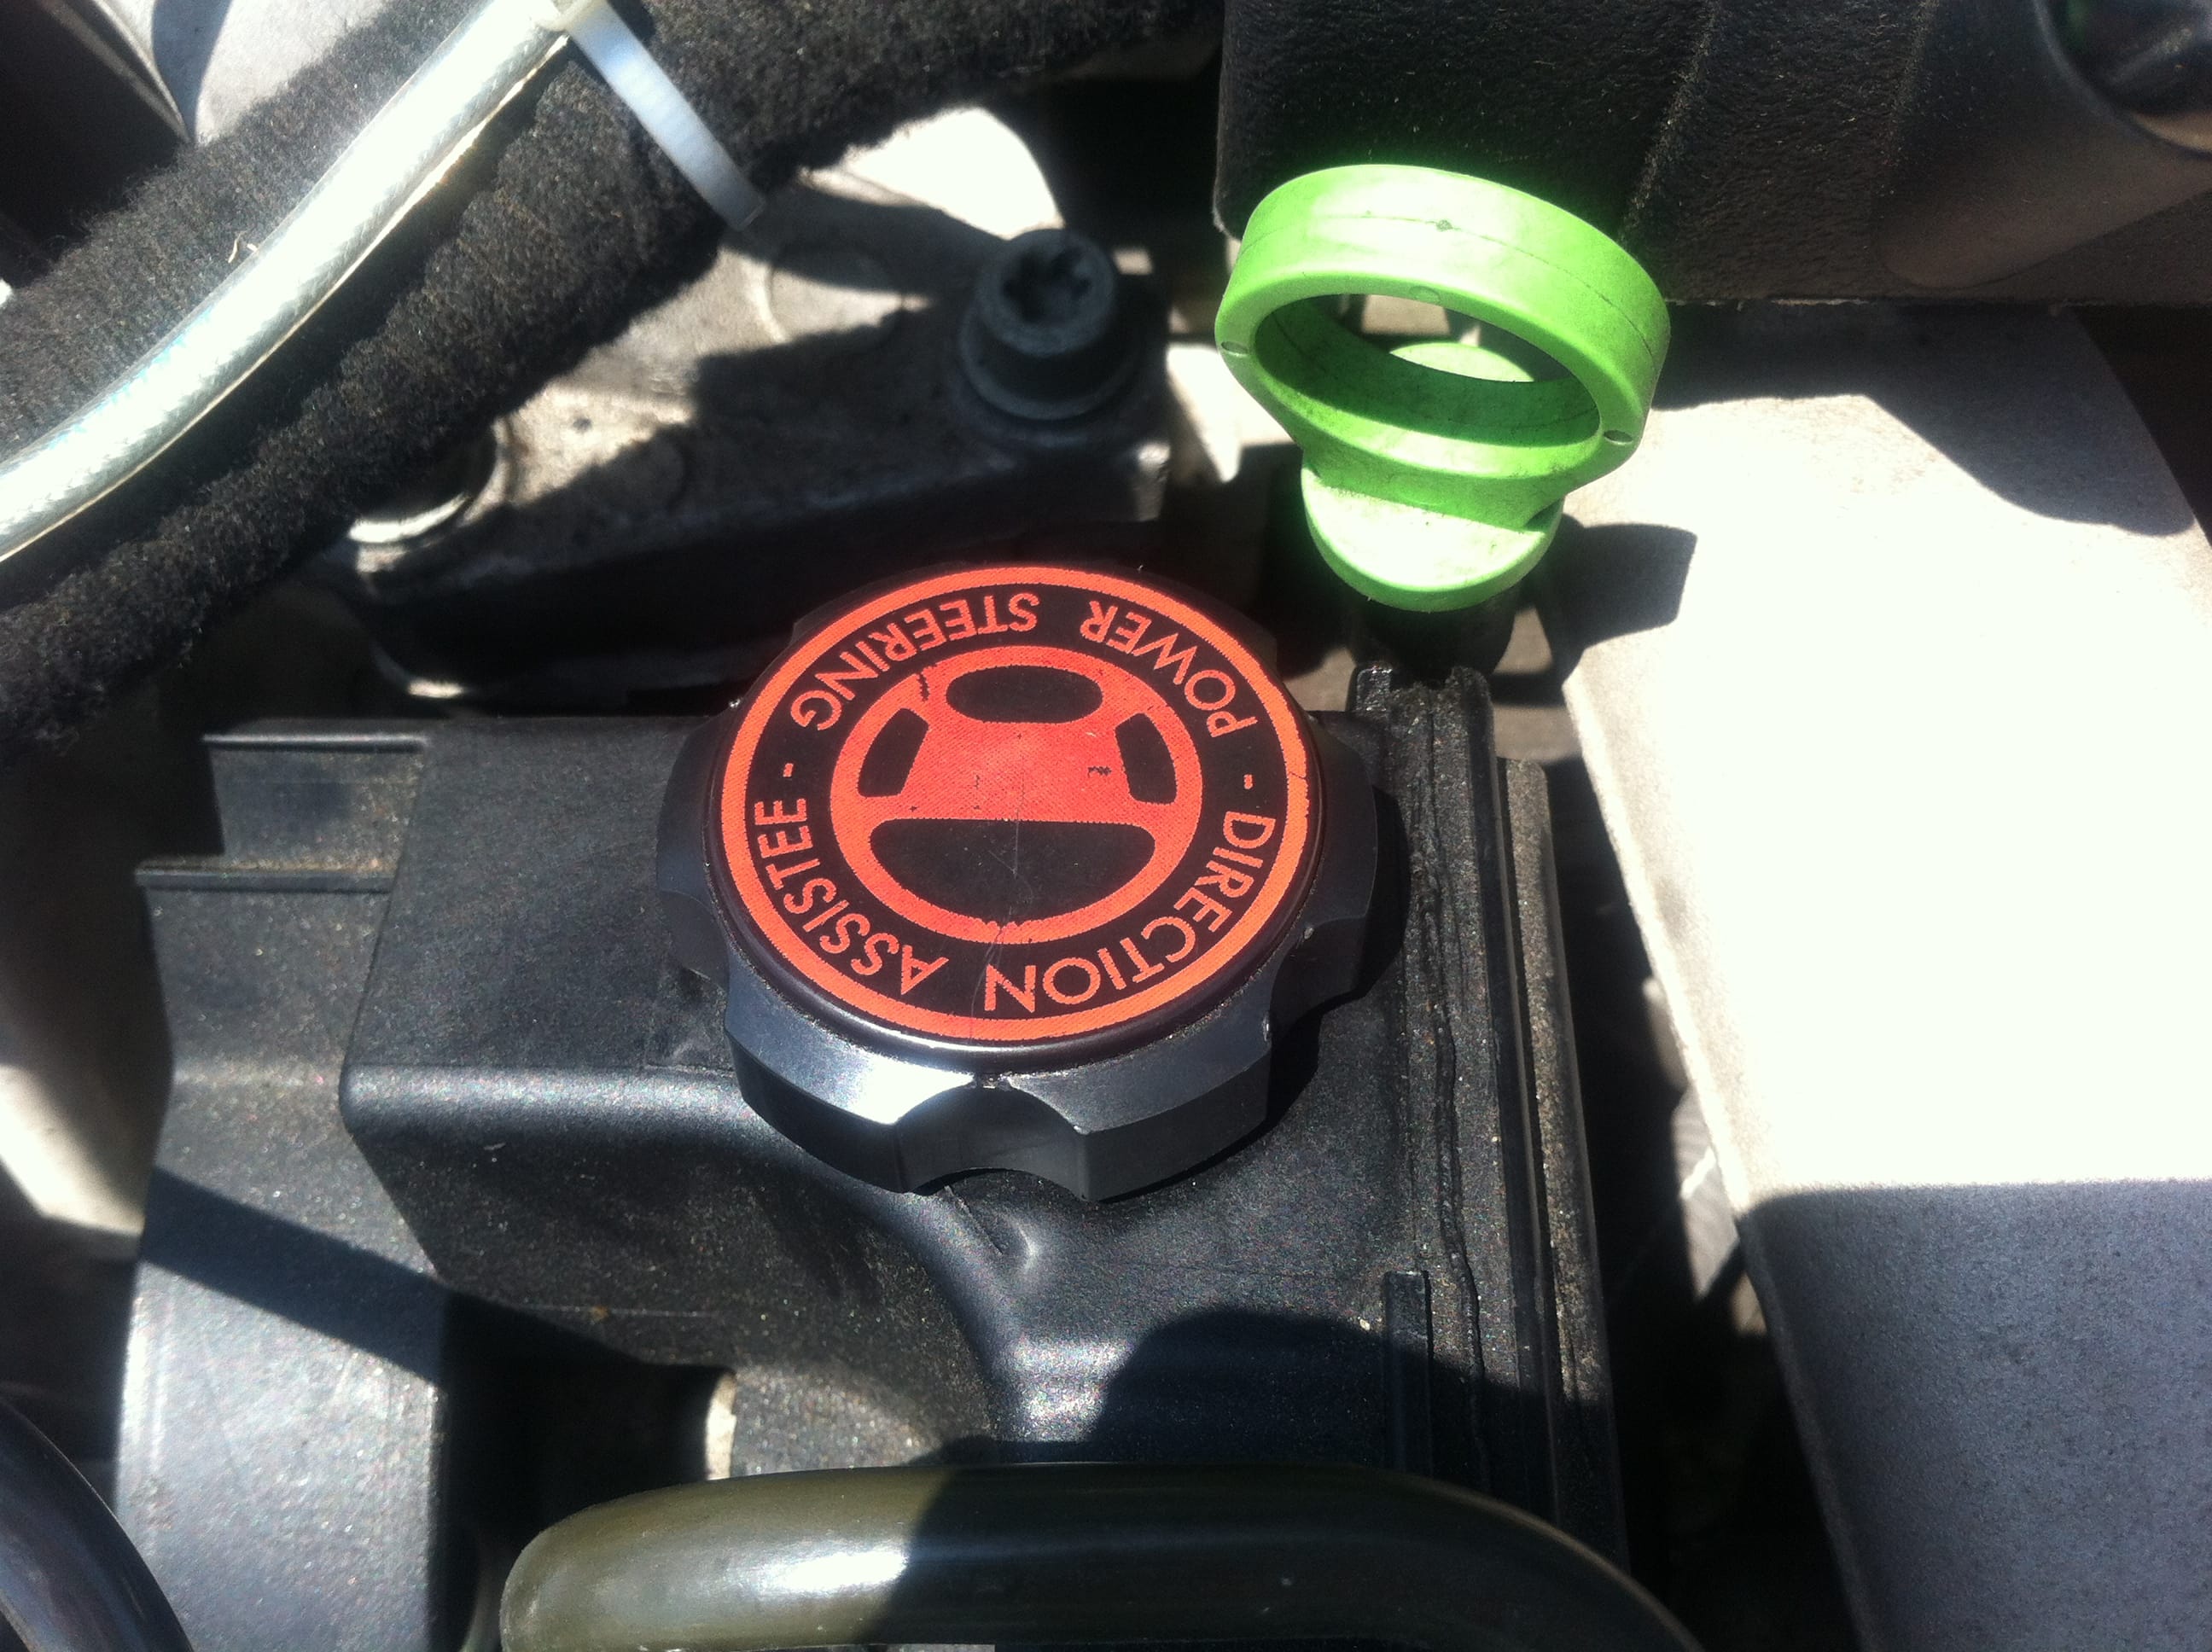 POWER STEERING
- DIRECTION ASSISTEE -